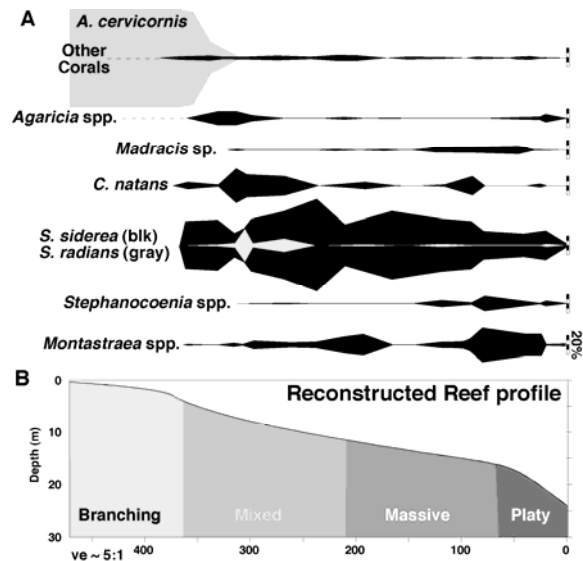 A
A. cervicornis
Other
Corals
Agaricia spp.
Madracis sp.
C. natans
S. siderea (blk)
S. radians (gray)
Stephanocoenia spp.
Montastraea spp.
20%
B
Reconstructed Reef profile
Depth (m)
0
10
20
30
Branching
Mixed
Massive
Platy
ve ~ 5:1
400
300
200
100
0